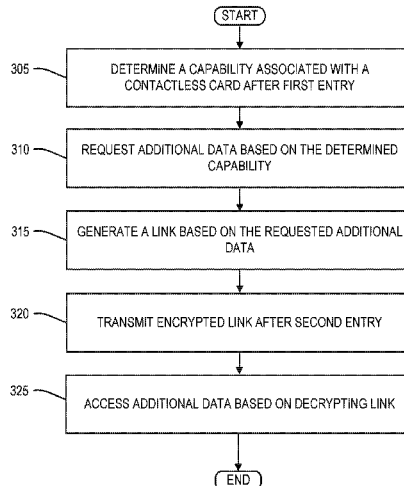 START
305
DETERMINE A CAPABILITY ASSOCIATED WITH A
CONTACTLESS CARD AFTER FIRST ENTRY
310
REQUEST ADDITIONAL DATA BASED ON THE DETERMINED
CAPABILITY
315
GENERATE A LINK BASED ON THE REQUESTED ADDITIONAL
DATA
320
TRANSMIT ENCRYPTED LINK AFTER SECOND ENTRY
325
ACCESS ADDITIONAL DATA BASED ON DECRYPTING LINK
END